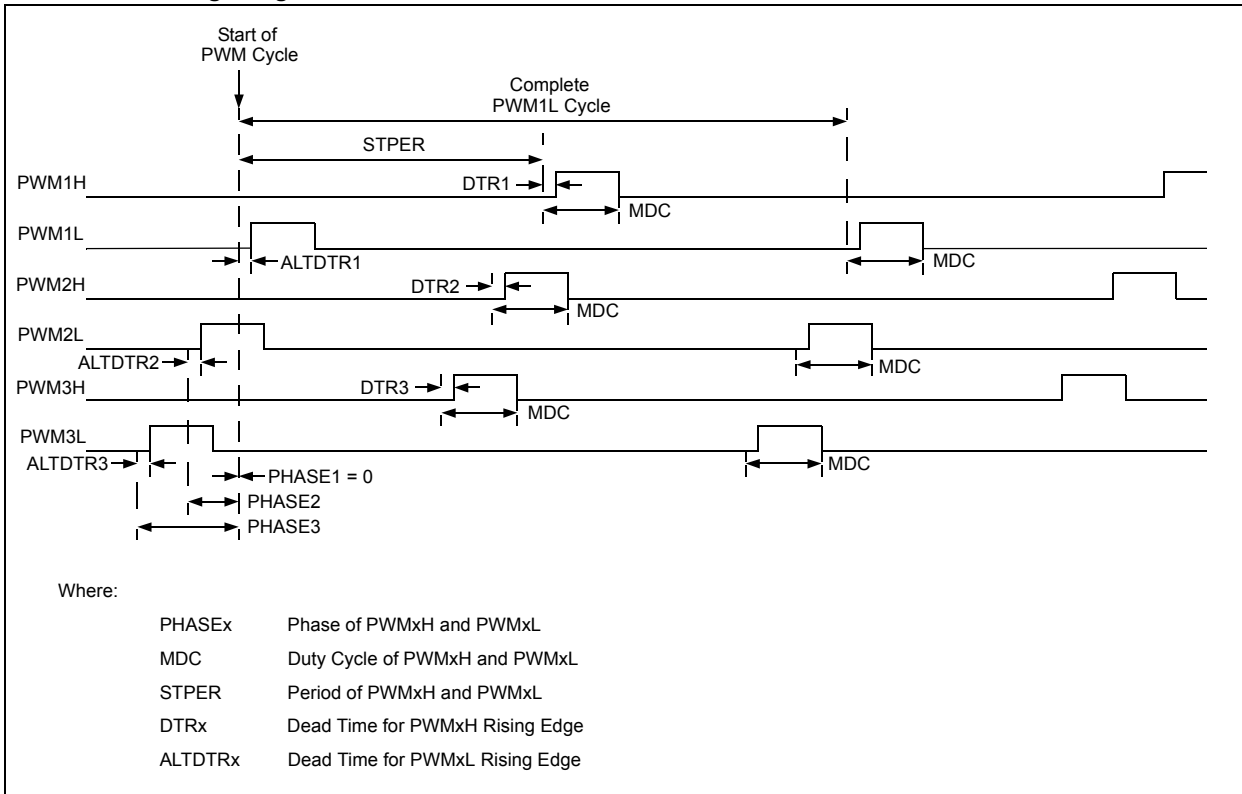 Start of
PWM Cycle
Complete
PWM1L Cycle
STPER
PWM1H
DTR1
MDC
PWM1L
ALTDTR1
MDC
PWM2H
DTR2
MDC
PWM2L
ALTDTR2
MDC
PWM3H
DTR3
MDC
PWM3L
ALTDTR3
MDC
PHASE1 = 0
PHASE2
PHASE3
Where:
PHASEx Phase of PWMxH and PWMxL
MDC Duty Cycle of PWMxH and PWMxL
STPER Period of PWMxH and PWMxL
DTRx Dead Time for PWMxH Rising Edge
ALTDTRx Dead Time for PWMxL Rising Edge